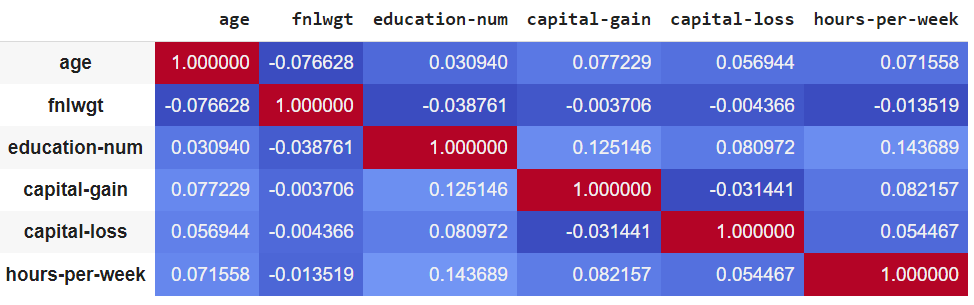 age fnlwgt education-num capital-gain capital-loss hours-per-week
age 1.000000 -0.076628 0.030940 0.077229 0.056944 0.071558
fnlwgt -0.076628 1.000000 -0.038761 -0.003706 -0.004366 -0.013519
education-num 0.030940 -0.038761 1.000000 0.125146 0.080972 0.143689
capital-gain 0.077229 -0.003706 0.125146 1.000000 -0.031441 0.082157
capital-loss 0.056944 -0.004366 0.080972 -0.031441 1.000000 0.054467
hours-per-week 0.071558 -0.013519 0.143689 0.082157 0.054467 1.000000